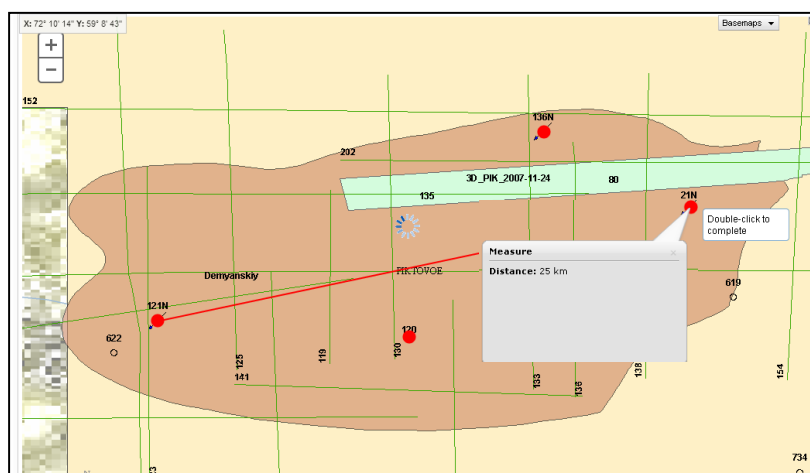 X: 72° 10' 14" Y: 59° 8' 43"
Basemaps
+
−
152
136N
202
3D_PIK_2007-11-24
80
135
21N
Double-click to
complete
Measure
×
Distance: 25 km
PIKTOVOE
Demyanskiy
619
121N
120
622
125
119
130
133
136
138
154
141
734